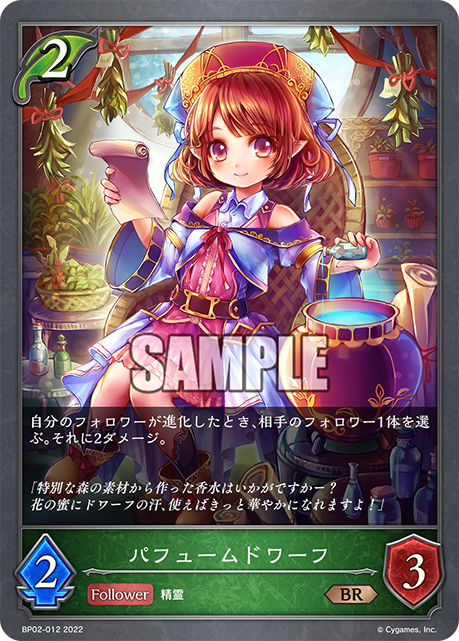 2
SAMPLE
自分のフォロワーが進化したとき、相手のフォロワー1体を選
ぶ。それに2ダメージ。
「特別な森の素材から作った香水はいかがですかー?
花の蜜にドワーフの汗、使えばきっと華やかになれますよ!」
パフュームドワーフ
2
Follower 精霊
BR
3
BP02-012 2022
© Cygames, Inc.